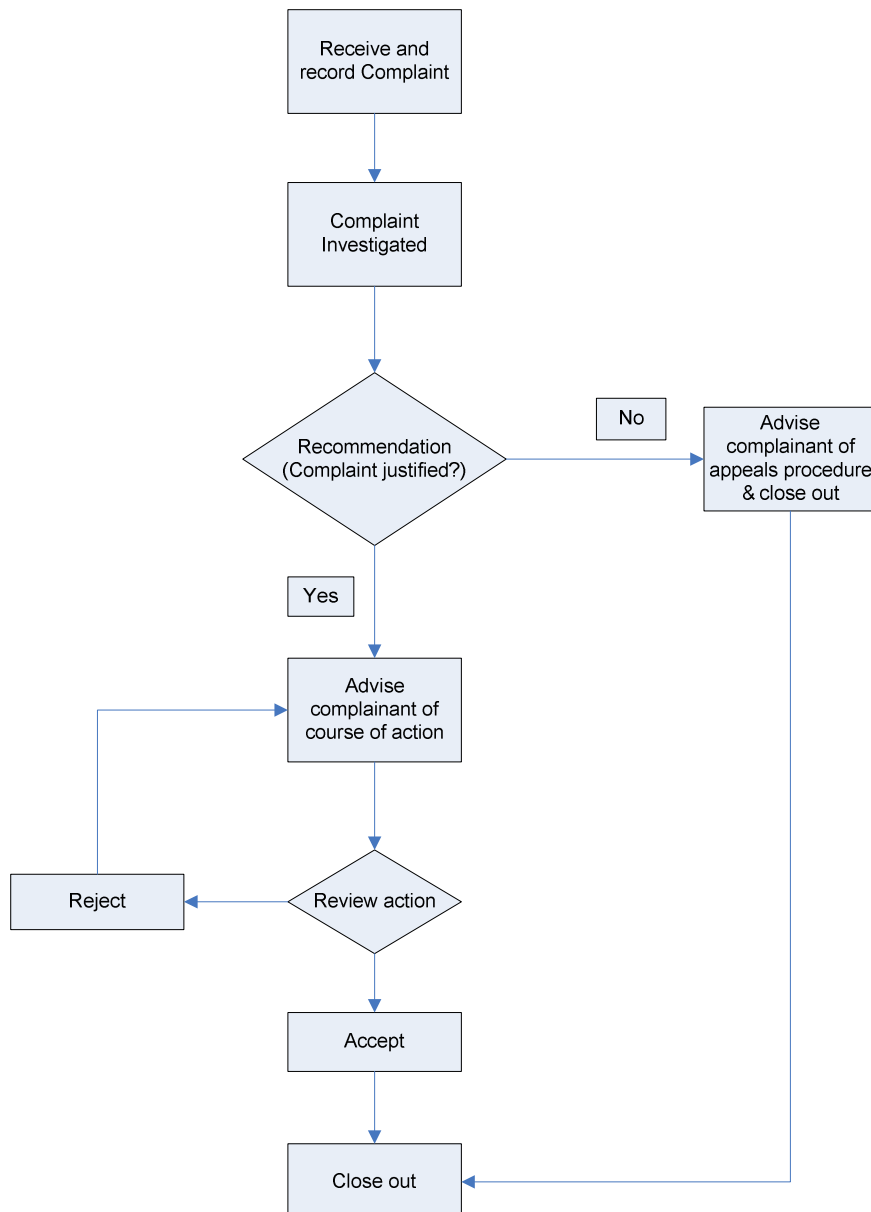 Receive and
record Complaint
Complaint
Investigated
Recommendation
(Complaint justified?)
No
Advise
complainant of
appeals procedure
& close out
Yes
Advise
complainant of
course of action
Reject
Review action
Accept
Close out